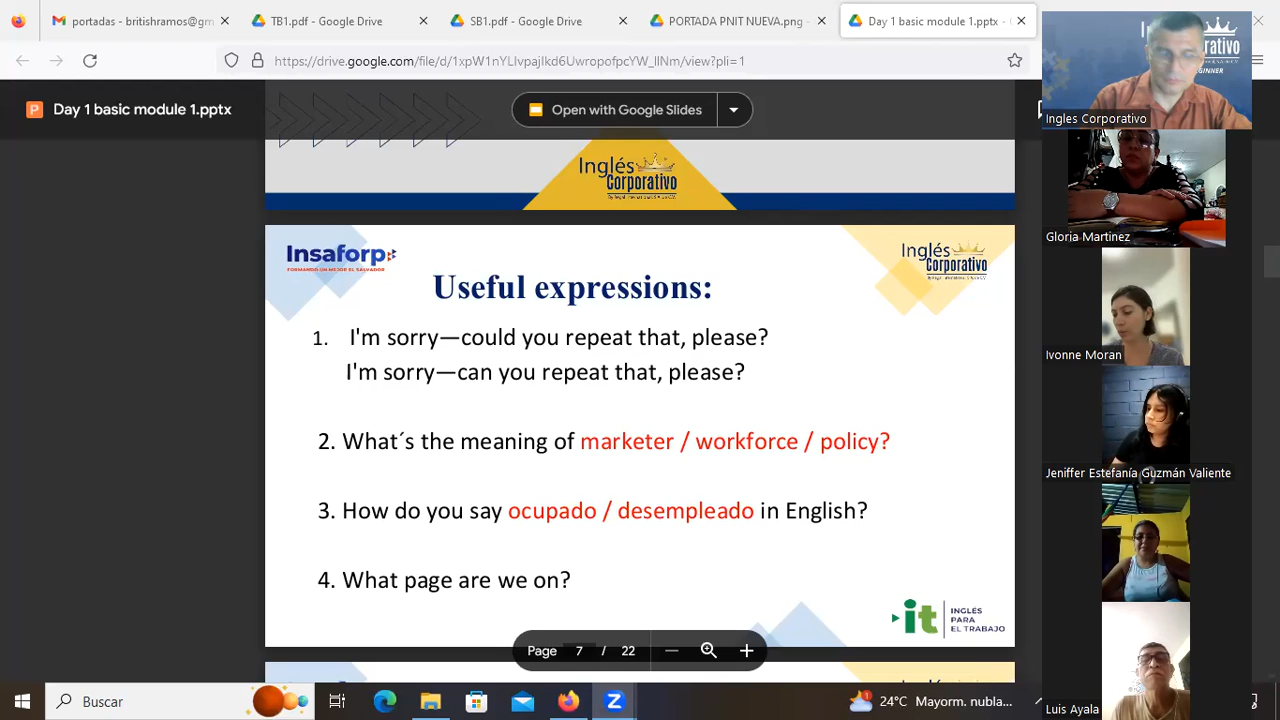 portadas - britishramos@gm
TB1.pdf - Google Drive
SB1.pdf - Google Drive
PORTADA PNIT NUEVA.png -
Day 1 basic module 1.pptx -
https://drive.google.com/file/d/1xpW1nYLIvpajIkd6UwropofpcYW_lINm/view?pli=1
P Day 1 basic module 1.pptx
Open with Google Slides
Inglés
Corporativo
Insaforp
FORMANDO UN MEJOR EL SALVADOR
Inglés
Corporativo
Useful expressions:
1. I'm sorry—could you repeat that, please?
I'm sorry—can you repeat that, please?
2. What´s the meaning of marketer / workforce / policy?
3. How do you say ocupado / desempleado in English?
4. What page are we on?
it INGLÉS
PARA
EL TRABAJO
Page 7 / 22
Buscar
24°C Mayorm. nubla...
Ingles Corporativo
Gloria Martinez
Ivonne Moran
Jeniffer Estefanía Guzmán Valiente
Luis Ayala